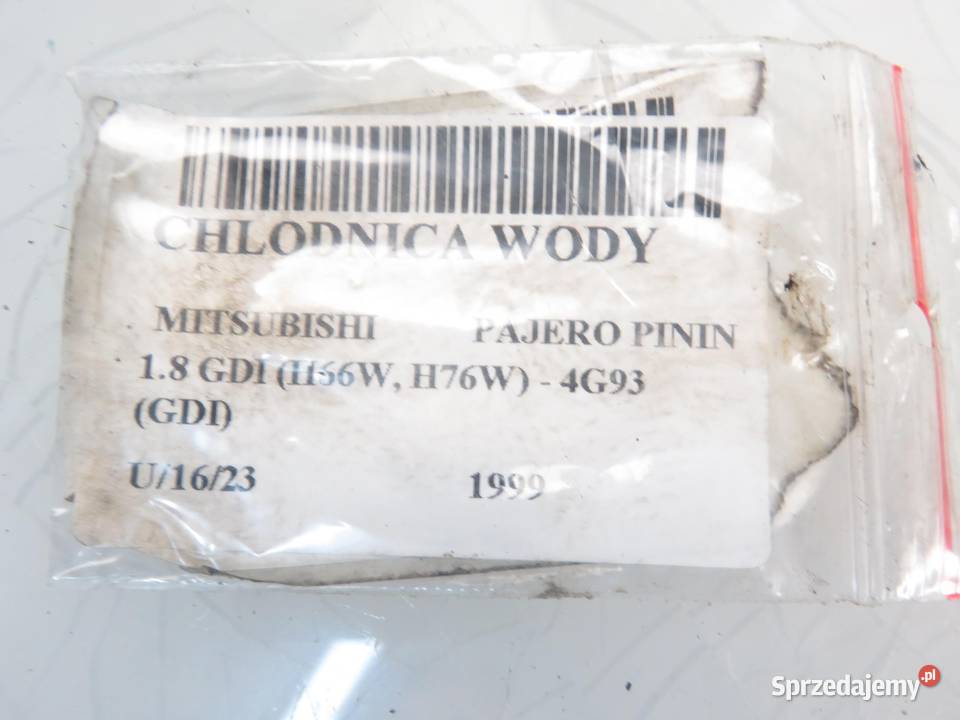 CHLODNICA WODY
MITSUBISHI PAJERO PININ
1.8 GDI (H66W, H76W) - 4G93
(GDI)
U/16/23 1999
Sprzedajemy.pl